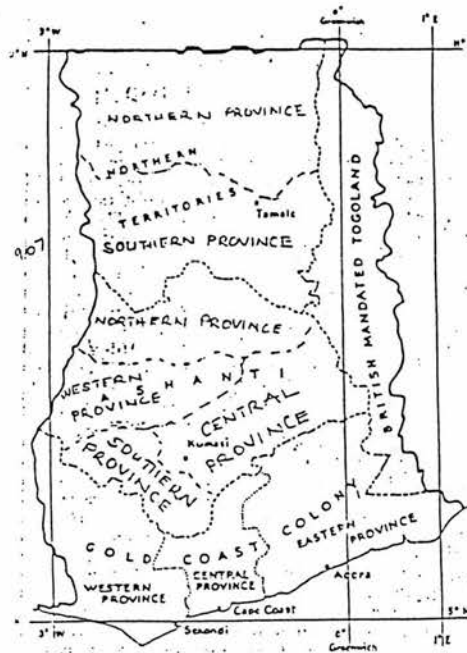 3°W
0°
Greenwich
1°E
11°
NORTHERN PROVINCE
NORTHERN
TERRITORIES
Tamale
SOUTHERN PROVINCE
907
NORTHERN PROVINCE
BRITISH MANDATED TOGOLAND
ASHANTI
WESTERN
PROVINCE
CENTRAL
PROVINCE
Kumasi
SOUTHERN
PROVINCE
GOLD COAST COLONY
EASTERN
PROVINCE
WESTERN
PROVINCE
CENTRAL
PROVINCE
Accra
Cape Coast
Sekondi
3°W
0°
Greenwich
1°E
5°N